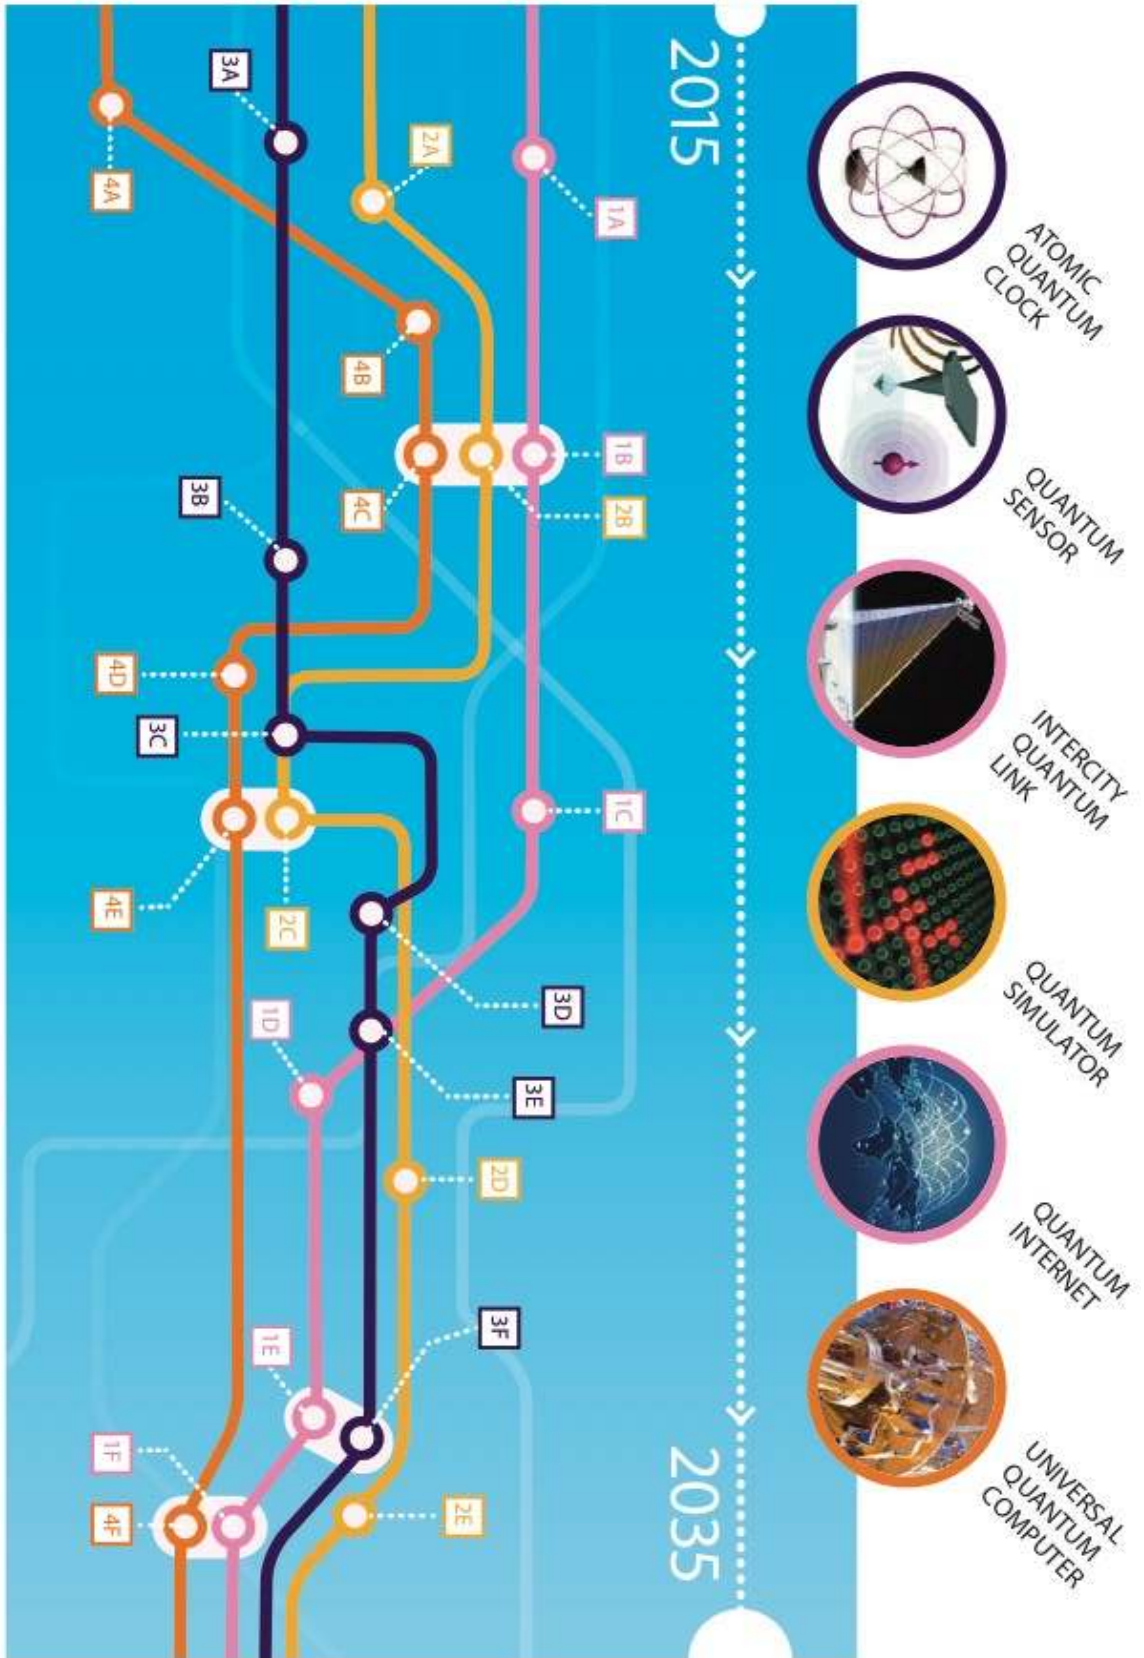 ATOMIC
QUANTUM
CLOCK
QUANTUM
SENSOR
INTERCITY
QUANTUM
LINK
QUANTUM
SIMULATOR
QUANTUM
INTERNET
UNIVERSAL
QUANTUM
COMPUTER
2015
2035
1A
1B
2B
1C
3D
3E
2D
3F
2E
2A
3A
4A
4B
4C
3B
4D
3C
4E
2C
1D
1E
1F
4F